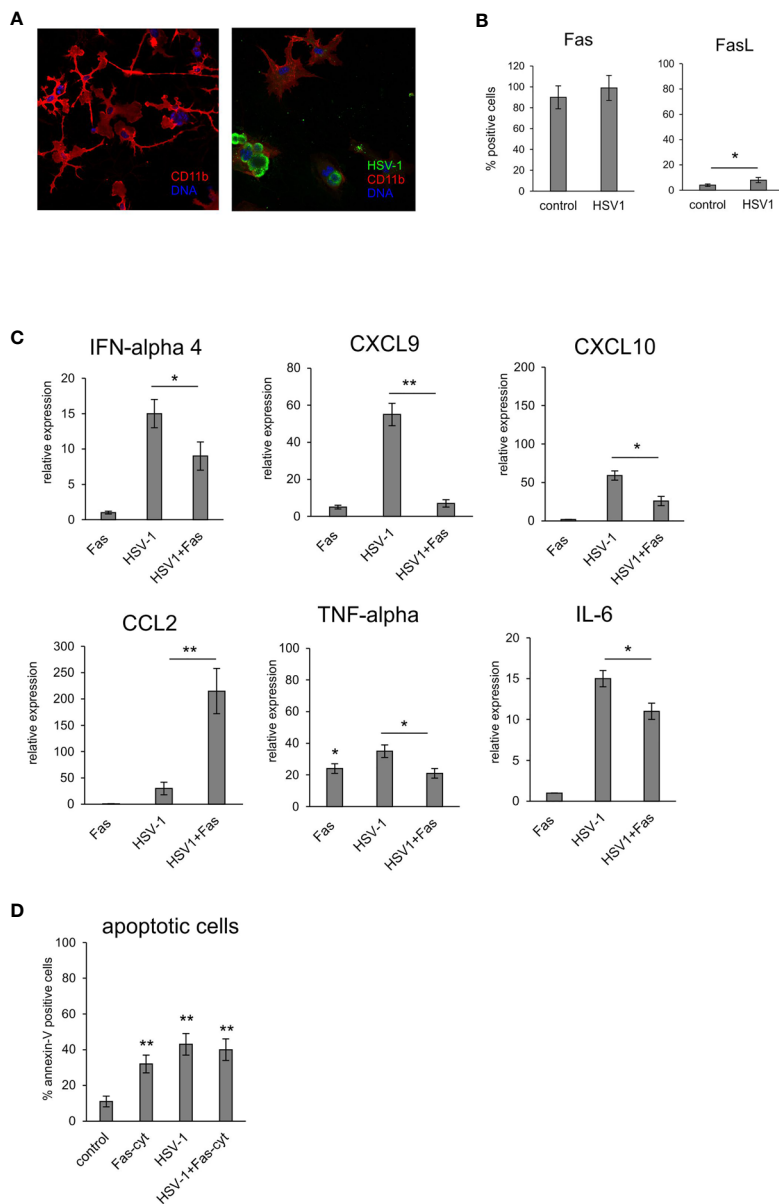 A
CD11b
DNA
HSV-1
CD11b
DNA
B
Fas
% positive cells
120
100
80
60
40
20
0
control HSV1
FasL
100
80
60
40
20
0
*
control HSV1
C
IFN-alpha 4
relative expression
20
15
10
5
0
*
Fas
HSV-1
HSV1+Fas
CXCL9
relative expression
80
60
40
20
0
**
Fas
HSV-1
HSV1+Fas
CXCL10
relative expression
200
150
100
50
0
*
Fas
HSV-1
HSV1+Fas
CCL2
relative expression
300
250
200
150
100
50
0
**
Fas
HSV-1
HSV1+Fas
TNF-alpha
relative expression
100
80
60
40
20
0
*
*
Fas
HSV-1
HSV1+Fas
IL-6
relative expression
20
15
10
5
0
*
Fas
HSV-1
HSV1+Fas
D
apoptotic cells
% annexin-V positive cells
100
80
60
40
20
0
**
**
**
control
Fas-cyt
HSV-1
HSV-1+Fas-cyt